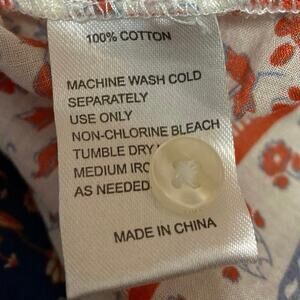 100% COTTON
MACHINE WASH COLD
SEPARATELY
USE ONLY
NON-CHLORINE BLEACH
TUMBLE DRY
MEDIUM
AS NEEDED
MADE IN CHINA